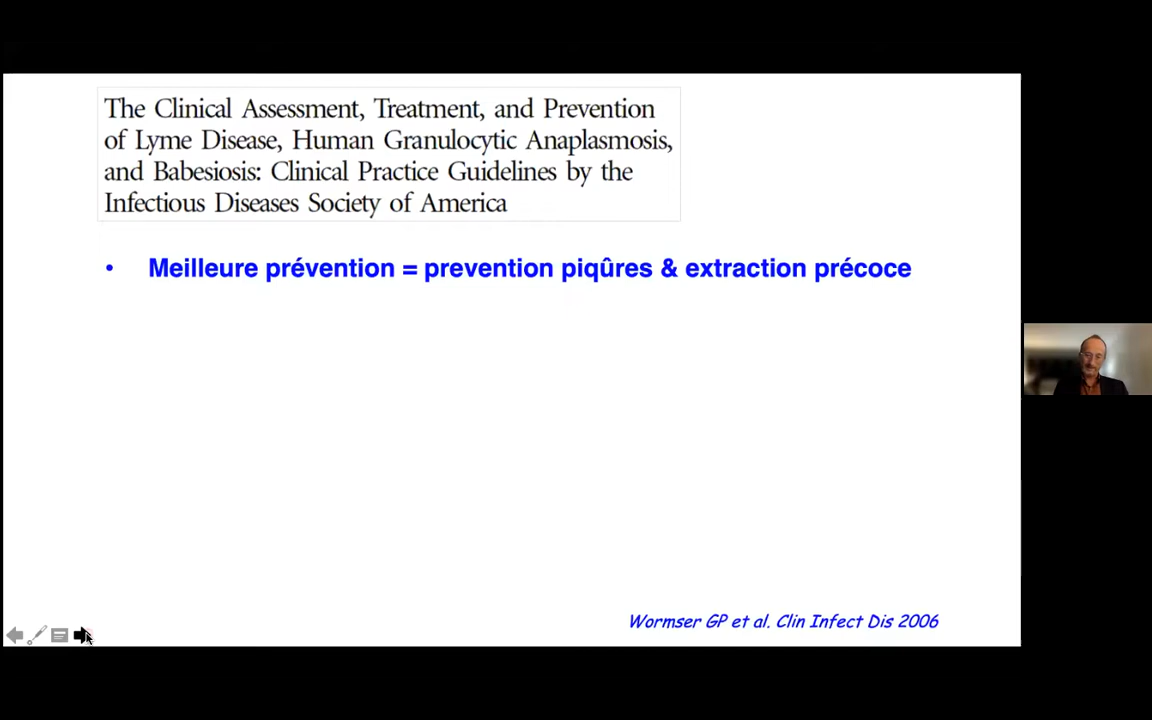 The Clinical Assessment, Treatment, and Prevention
of Lyme Disease, Human Granulocytic Anaplasmosis,
and Babesiosis: Clinical Practice Guidelines by the
Infectious Diseases Society of America
• Meilleure prévention = prevention piqûres & extraction précoce
Wormser GP et al. Clin Infect Dis 2006